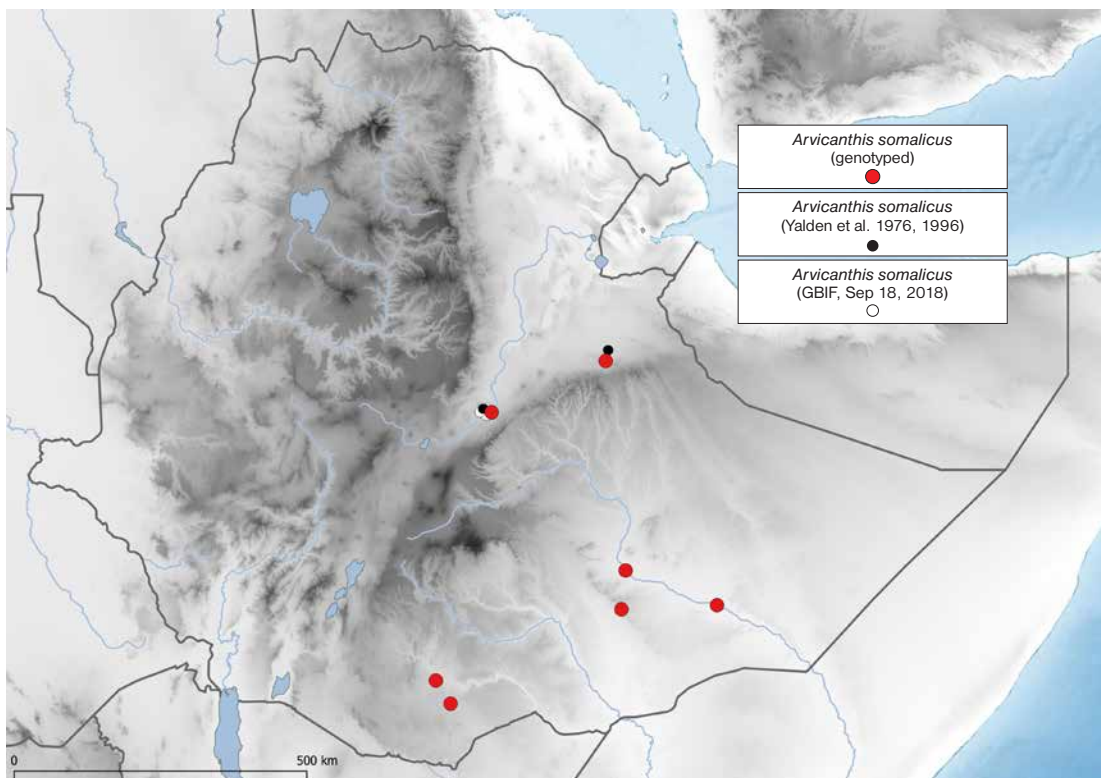 Arvicanthis somalicus
(genotyped)
Arvicanthis somalicus
(Yalden et al. 1976, 1996)
Arvicanthis somalicus
(GBIF, Sep 18, 2018)
0
500 km